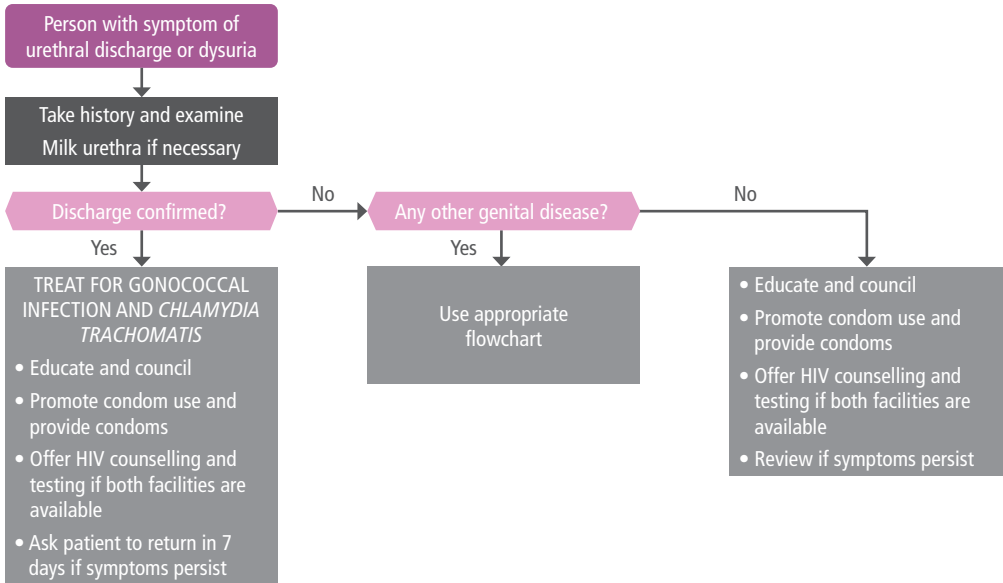 Person with symptom of
urethral discharge or dysuria
Take history and examine
Milk urethra if necessary
Discharge confirmed?
No
Any other genital disease?
No
Yes
Yes
TREAT FOR GONOCOCCAL
INFECTION AND CHLAMYDIA
TRACHOMATIS
• Educate and council
• Promote condom use and
provide condoms
• Offer HIV counselling and
testing if both facilities are
available
• Ask patient to return in 7
days if symptoms persist
Use appropriate
flowchart
• Educate and council
• Promote condom use and
provide condoms
• Offer HIV counselling and
testing if both facilities are
available
• Review if symptoms persist